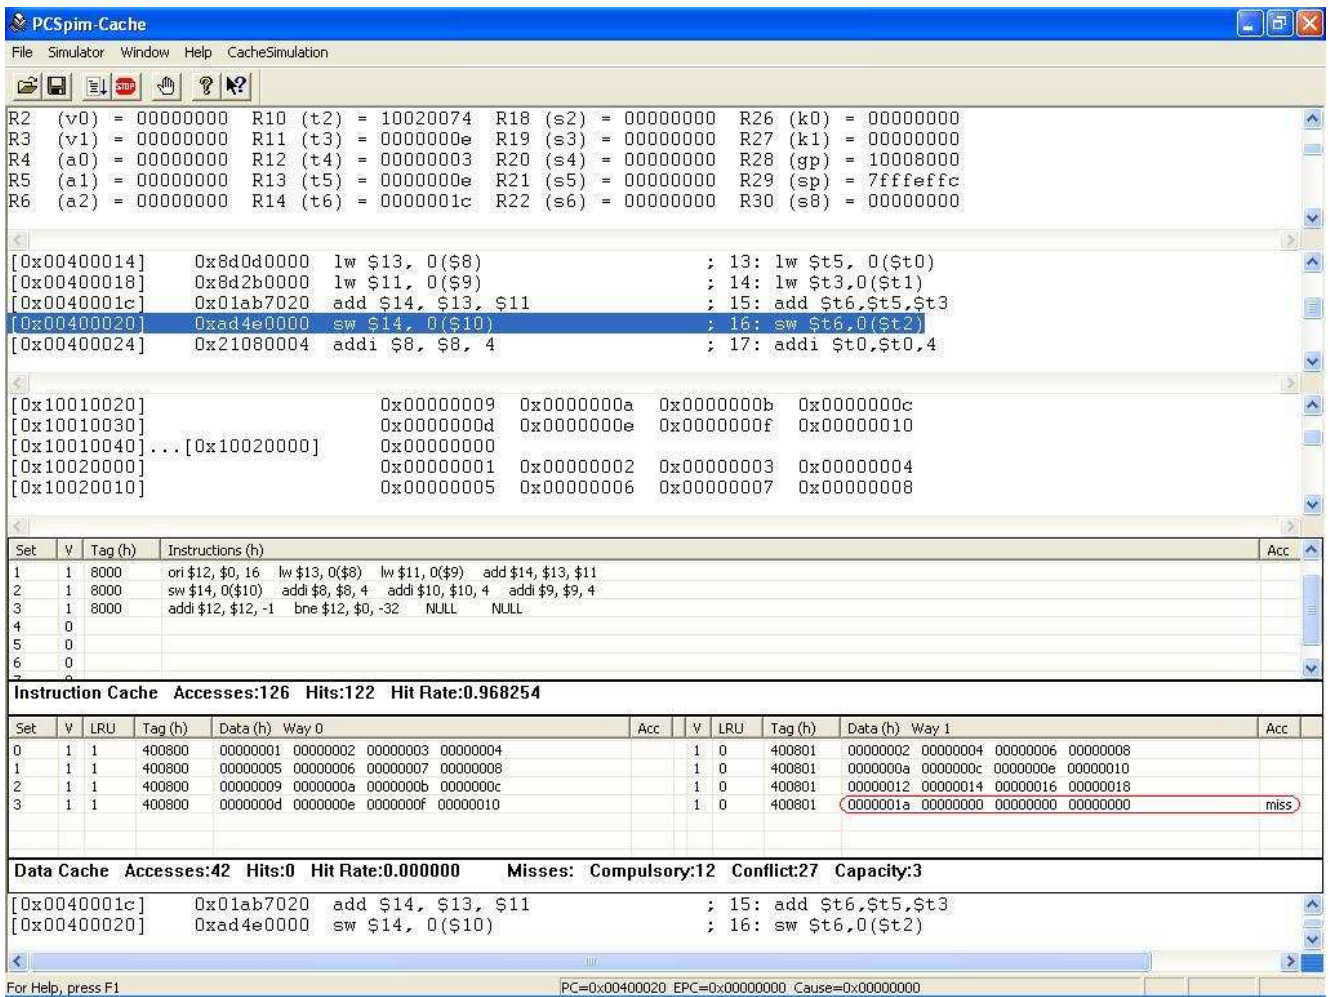 PCSpim-Cache
File Simulator Window Help CacheSimulation
STOP
R2 (v0) = 00000000 R10 (t2) = 10020074 R18 (s2) = 00000000 R26 (k0) = 00000000
R3 (v1) = 00000000 R11 (t3) = 0000000e R19 (s3) = 00000000 R27 (k1) = 00000000
R4 (a0) = 00000000 R12 (t4) = 00000003 R20 (s4) = 00000000 R28 (gp) = 10008000
R5 (a1) = 00000000 R13 (t5) = 0000000e R21 (s5) = 00000000 R29 (sp) = 7fffeffc
R6 (a2) = 00000000 R14 (t6) = 0000001c R22 (s6) = 00000000 R30 (s8) = 00000000
[0x00400014] 0x8d0d0000 lw $13, 0($8) ; 13: lw $t5, 0($t0)
[0x00400018] 0x8d2b0000 lw $11, 0($9) ; 14: lw $t3,0($t1)
[0x0040001c] 0x01ab7020 add $14, $13, $11 ; 15: add $t6,$t5,$t3
[0x00400020] 0xad4e0000 sw $14, 0($10) ; 16: sw $t6,0($t2)
[0x00400024] 0x21080004 addi $8, $8, 4 ; 17: addi $t0,$t0,4
[0x10010020] 0x00000009 0x0000000a 0x0000000b 0x0000000c
[0x10010030] 0x0000000d 0x0000000e 0x0000000f 0x00000010
[0x10010040]...[0x10020000] 0x00000000
[0x10020000] 0x00000001 0x00000002 0x00000003 0x00000004
[0x10020010] 0x00000005 0x00000006 0x00000007 0x00000008
Set V Tag (h) Instructions (h) Acc
1 1 8000 ori $12, $0, 16 lw $13, 0($8) lw $11, 0($9) add $14, $13, $11
2 1 8000 sw $14, 0($10) addi $8, $8, 4 addi $10, $10, 4 addi $9, $9, 4
3 1 8000 addi $12, $12, -1 bne $12, $0, -32 NULL NULL
4 0
5 0
6 0
Instruction Cache Accesses:126 Hits:122 Hit Rate:0.968254
Set V LRU Tag (h) Data (h) Way 0 Acc V LRU Tag (h) Data (h) Way 1 Acc
0 1 1 400800 00000001 00000002 00000003 00000004 1 0 400801 00000002 00000004 00000006 00000008
1 1 1 400800 00000005 00000006 00000007 00000008 1 0 400801 0000000a 0000000c 0000000e 00000010
2 1 1 400800 00000009 0000000a 0000000b 0000000c 1 0 400801 00000012 00000014 00000016 00000018
3 1 1 400800 0000000d 0000000e 0000000f 00000010 1 0 400801 0000001a 00000000 00000000 00000000 miss
Data Cache Accesses:42 Hits:0 Hit Rate:0.000000 Misses: Compulsory:12 Conflict:27 Capacity:3
[0x0040001c] 0x01ab7020 add $14, $13, $11 ; 15: add $t6,$t5,$t3
[0x00400020] 0xad4e0000 sw $14, 0($10) ; 16: sw $t6,0($t2)
For Help, press F1 PC=0x00400020 EPC=0x00000000 Cause=0x00000000